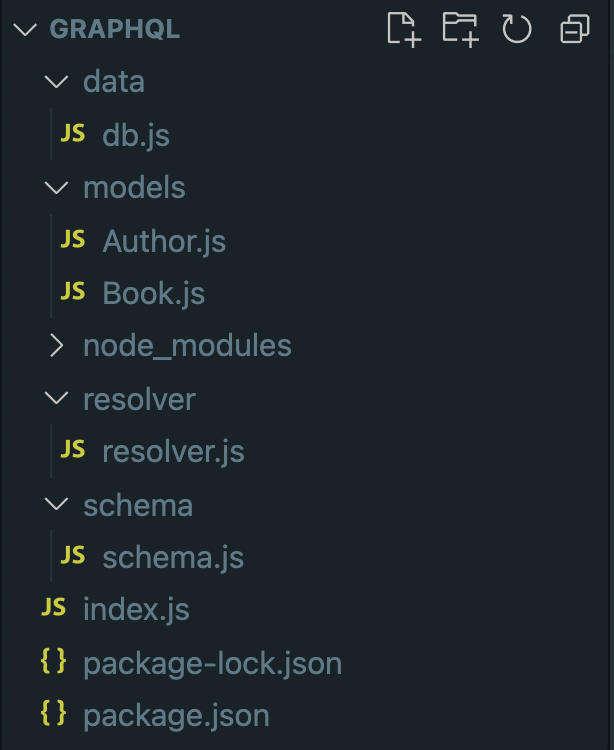 GRAPHQL
data
JS db.js
models
JS Author.js
JS Book.js
node_modules
resolver
JS resolver.js
schema
JS schema.js
JS index.js
{} package-lock.json
{} package.json